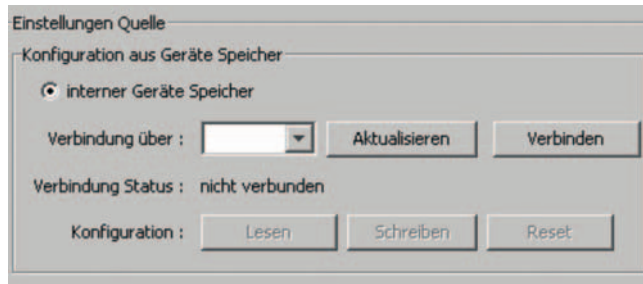 Einstellungen Quelle
Konfiguration aus Geräte Speicher
interner Geräte Speicher
Verbindung über : Aktualisieren Verbinden
Verbindung Status : nicht verbunden
Konfiguration : Lesen Schreiben Reset